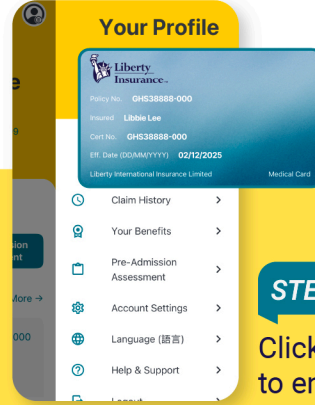 Your Profile
Liberty
Insurance™
Policy No. GHS38888-000
Insured Libbie Lee
Cert No. GHS38888-000
Eff. Date (DD/MM/YYYY) 02/12/2025
Liberty International Insurance Limited Medical Card
Claim History
Your Benefits
Pre-Admission
Assessment
Account Settings
Language (語言)
Help & Support
More →
000
STE
Click
to en